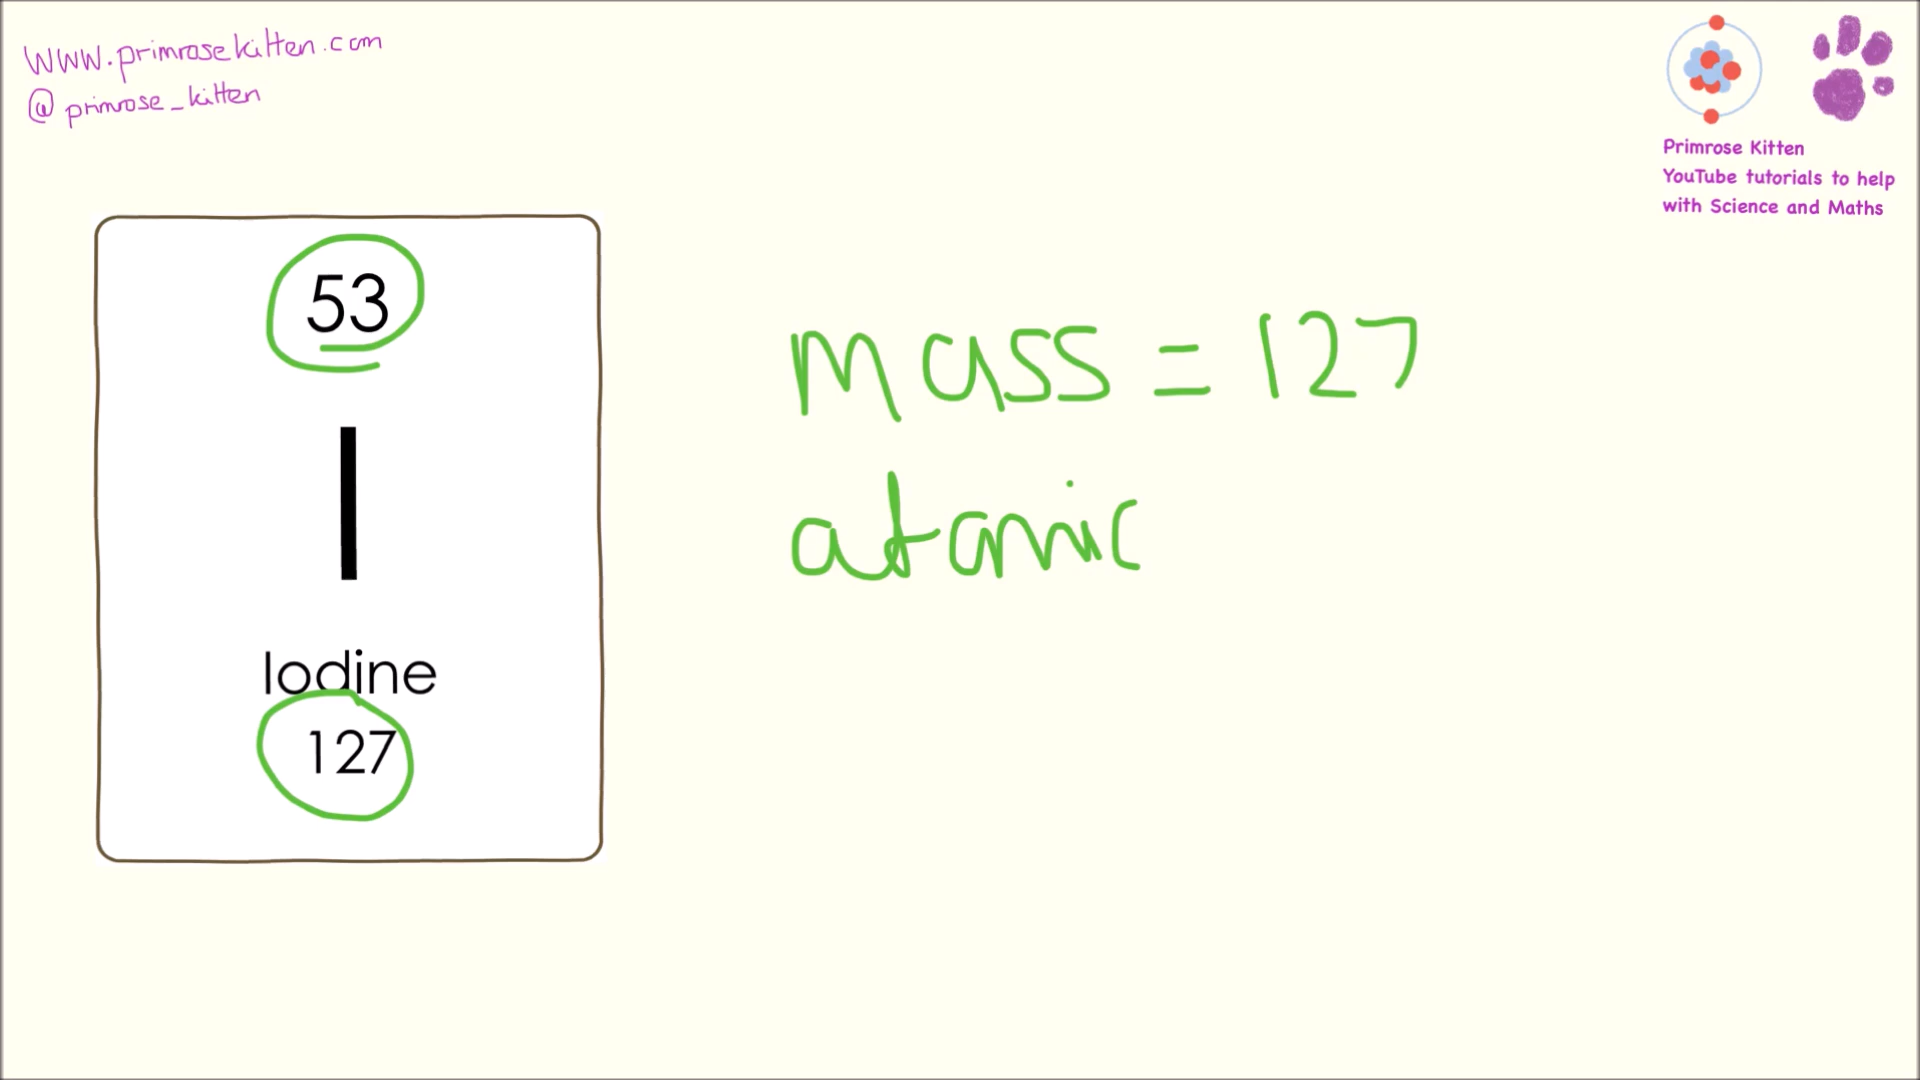 www.primrosekitten.com
@primrose_kitten
Primrose Kitten
YouTube tutorials to help
with Science and Maths
53
I
Iodine
127
mass = 127
atomic